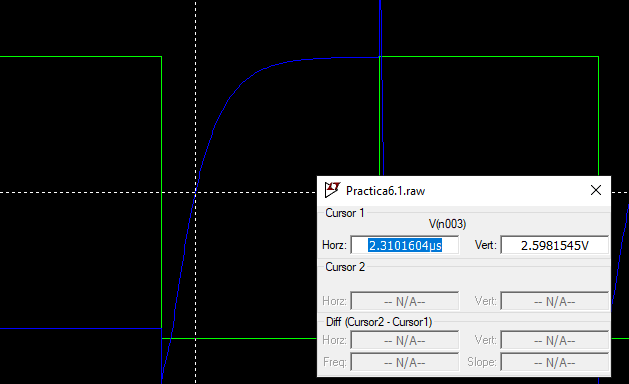 Practica6.1.raw
Cursor 1
V(n003)
Horz: 2.3101604µs Vert: 2.5981545V
Cursor 2
Horz: -- N/A-- Vert: -- N/A--
Diff (Cursor2 - Cursor1)
Horz: -- N/A-- Vert: -- N/A--
Freq: -- N/A-- Slope: -- N/A--